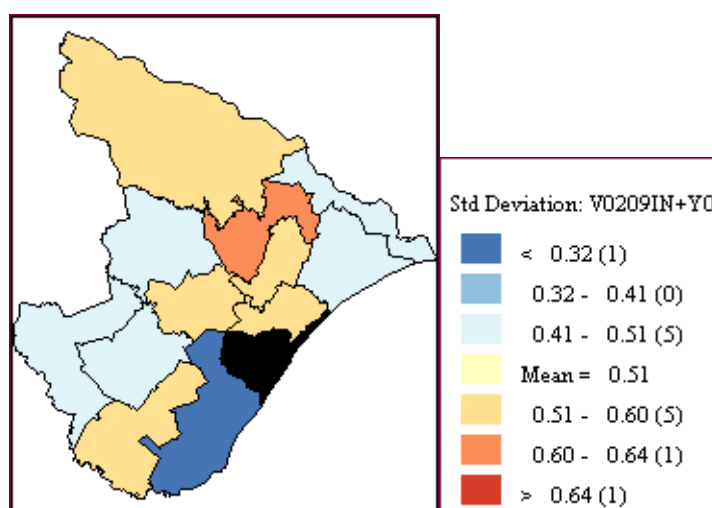 Std Deviation: V0209IN+Y0
< 0.32 (1)
0.32 - 0.41 (0)
0.41 - 0.51 (5)
Mean = 0.51
0.51 - 0.60 (5)
0.60 - 0.64 (1)
> 0.64 (1)